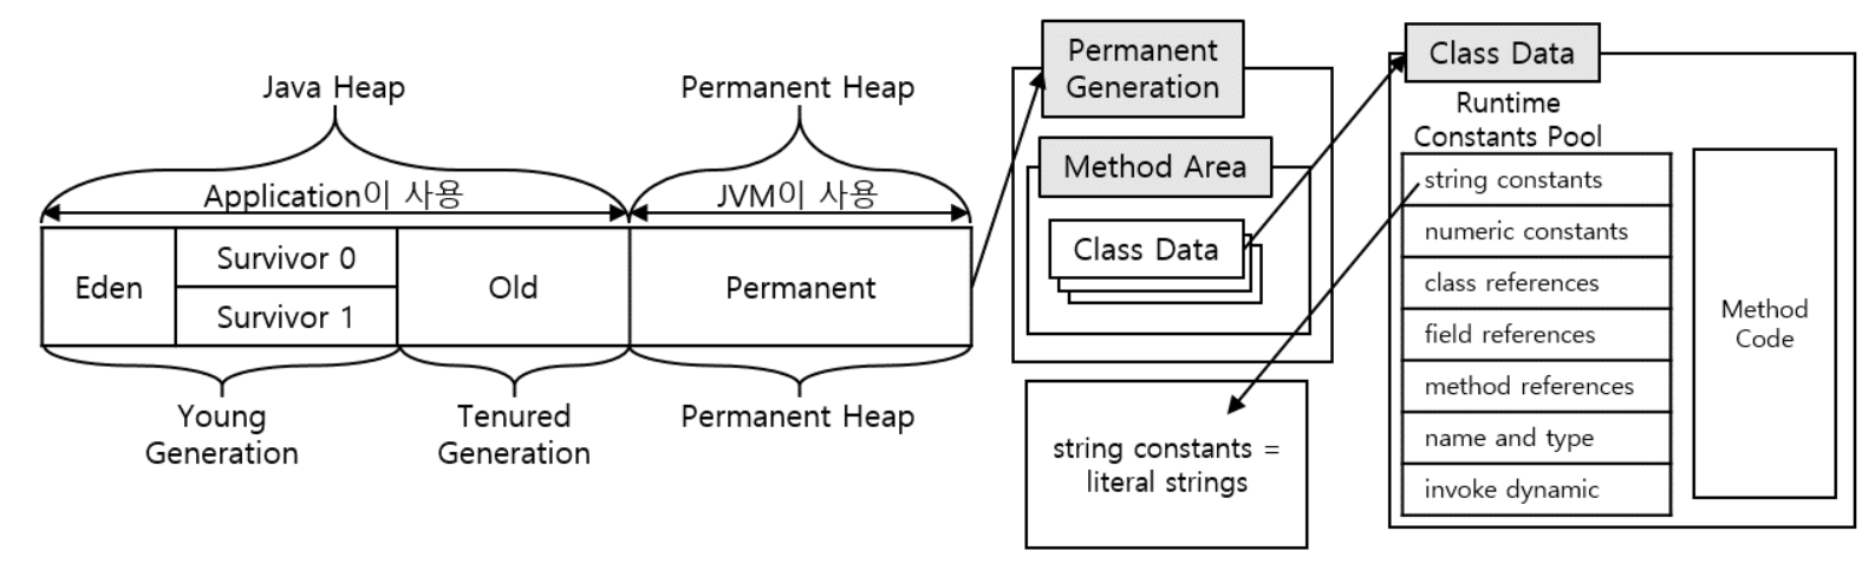 Java Heap
Permanent Heap
Application이 사용
JVM이 사용
Eden
Survivor 0
Survivor 1
Old
Permanent
Young
Generation
Tenured
Generation
Permanent Heap
Permanent
Generation
Method Area
Class Data
string constants =
literal strings
Class Data
Runtime
Constants Pool
string constants
numeric constants
class references
field references
method references
name and type
invoke dynamic
Method
Code